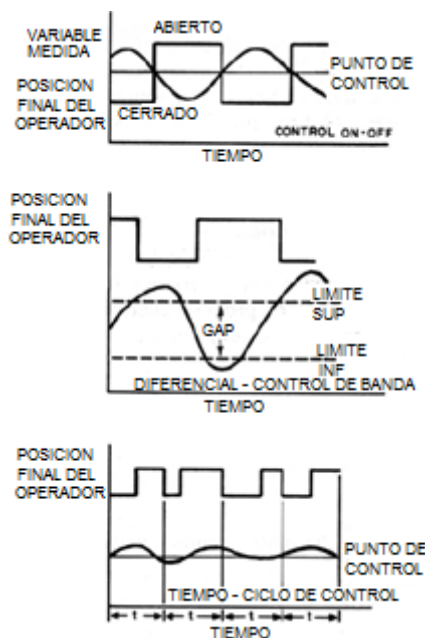 VARIABLE
MEDIDA
ABIERTO
PUNTO DE
CONTROL
POSICION
FINAL DEL
OPERADOR
CERRADO
CONTROL ON-OFF
TIEMPO
POSICION
FINAL DEL
OPERADOR
LIMITE
SUP
GAP
LIMITE
INF
DIFERENCIAL - CONTROL DE BANDA
TIEMPO
POSICION
FINAL DEL
OPERADOR
PUNTO DE
CONTROL
TIEMPO - CICLO DE CONTROL
t t t t
TIEMPO